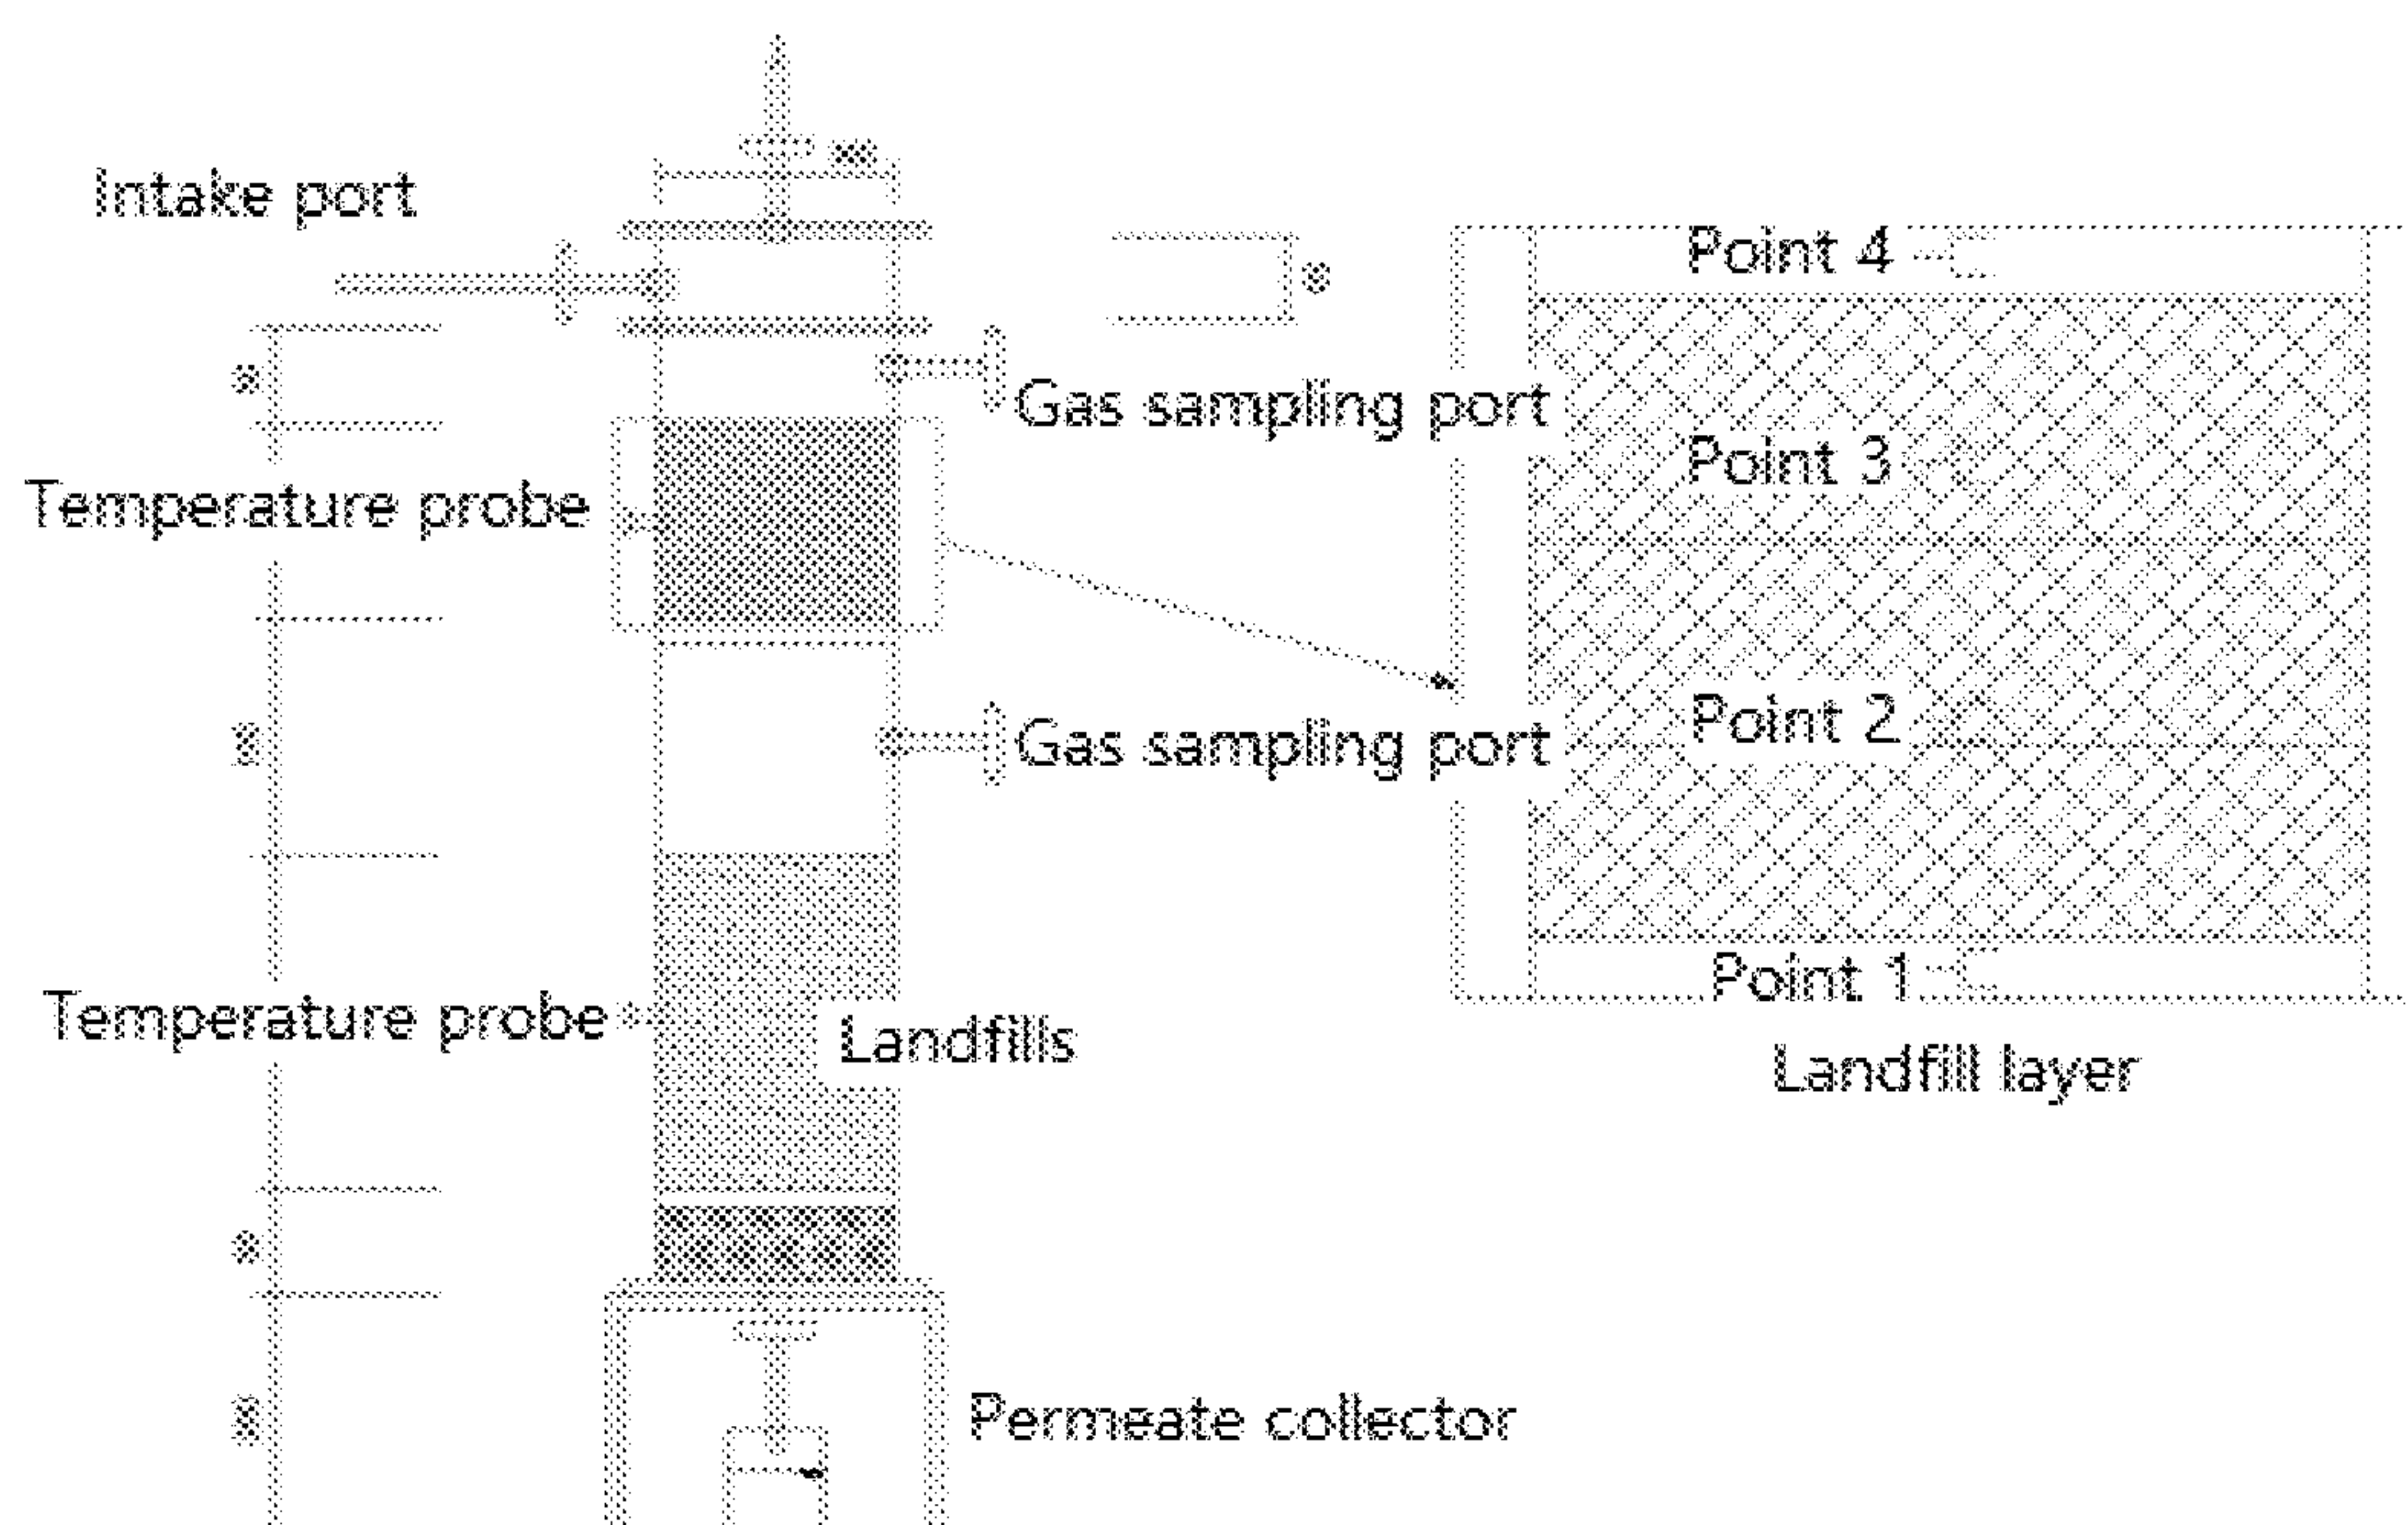 Intake port
Point 4
Gas sampling port
Point 3
Temperature probe
Point 2
Gas sampling port
Point 1
Temperature probe
Landfills
Landfill layer
Permeate collector